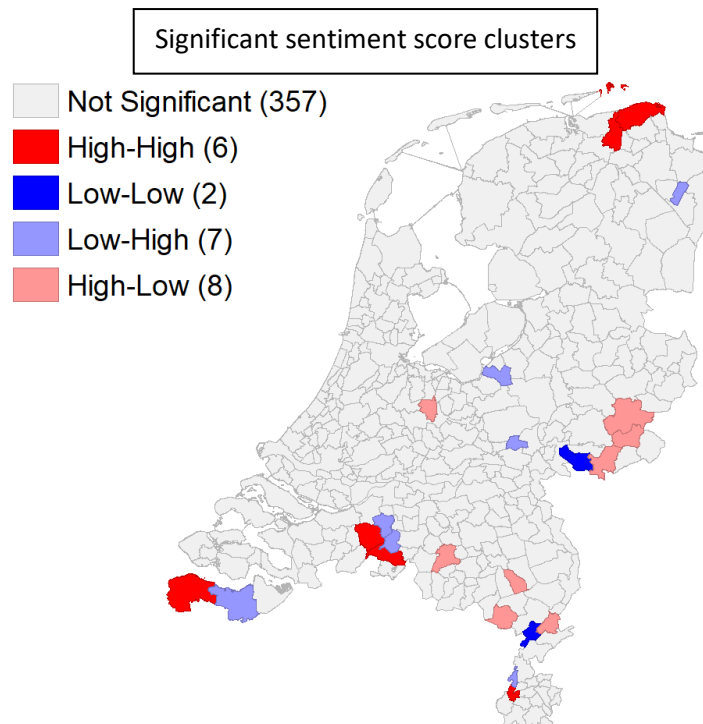 Significant sentiment score clusters
Not Significant (357)
High-High (6)
Low-Low (2)
Low-High (7)
High-Low (8)